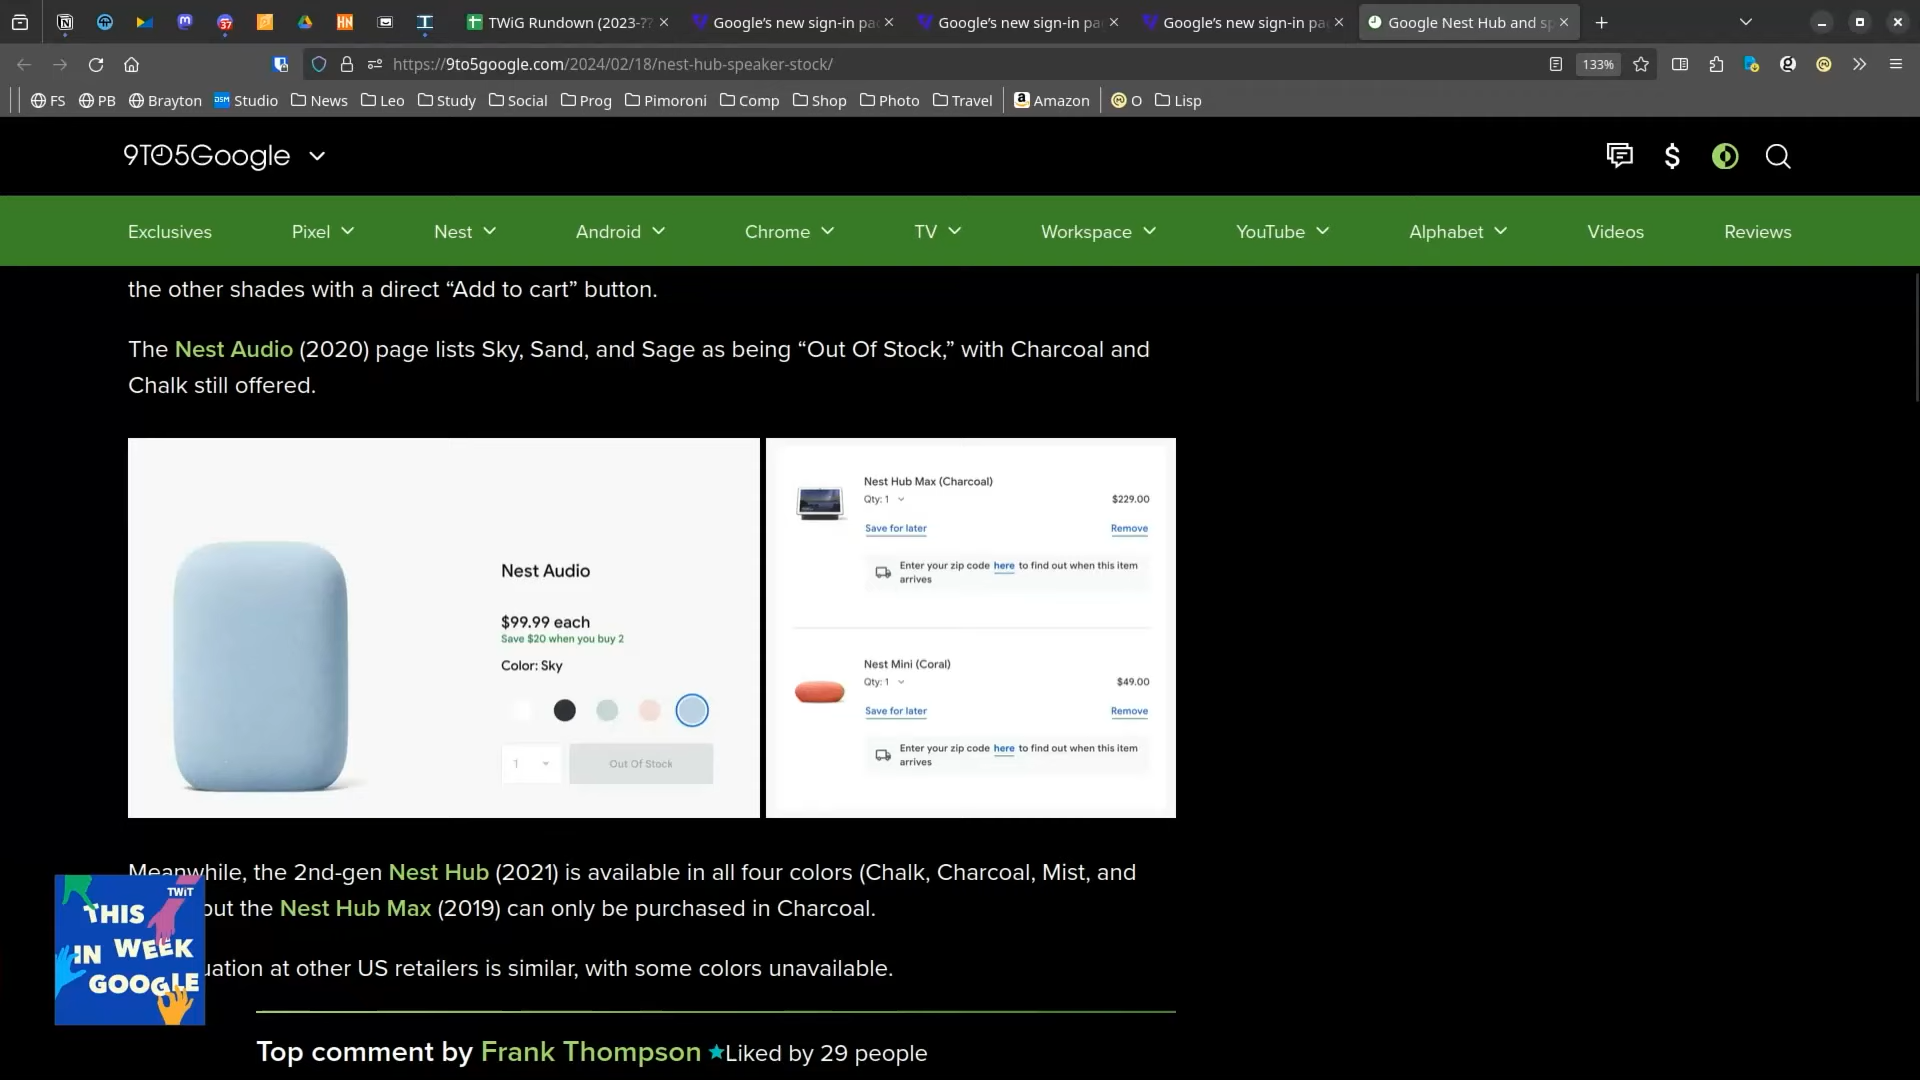 TWiG Rundown (2023-??
Google's new sign-in pa
Google's new sign-in pa
Google's new sign-in pa
Google Nest Hub and sp
https://9to5google.com/2024/02/18/nest-hub-speaker-stock/
133%
FS PB Brayton Studio News Leo Study Social Prog Pimoroni Comp Shop Photo Travel Amazon O Lisp
9TO5Google
Exclusives Pixel Nest Android Chrome TV Workspace YouTube Alphabet Videos Reviews
the other shades with a direct “Add to cart” button.
The Nest Audio (2020) page lists Sky, Sand, and Sage as being “Out Of Stock,” with Charcoal and
Chalk still offered.
Nest Audio
$99.99 each
Save $20 when you buy 2
Color: Sky
1
Out Of Stock
Nest Hub Max (Charcoal)
Qty: 1 $229.00
Save for later Remove
Enter your zip code here to find out when this item
arrives
Nest Mini (Coral)
Qty: 1 $49.00
Save for later Remove
Enter your zip code here to find out when this item
arrives
Meanwhile, the 2nd-gen Nest Hub (2021) is available in all four colors (Chalk, Charcoal, Mist, and
but the Nest Hub Max (2019) can only be purchased in Charcoal.
uation at other US retailers is similar, with some colors unavailable.
TWiT
THIS
IN WEEK
GOOGLE
Top comment by Frank Thompson Liked by 29 people